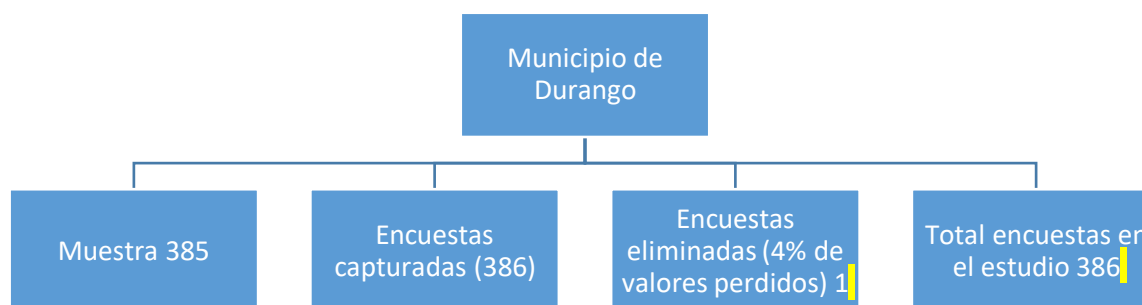 Municipio de
Durango
Muestra 385
Encuestas
capturadas (386)
Encuestas
eliminadas (4% de
valores perdidos) 1
Total encuestas en
el estudio 386